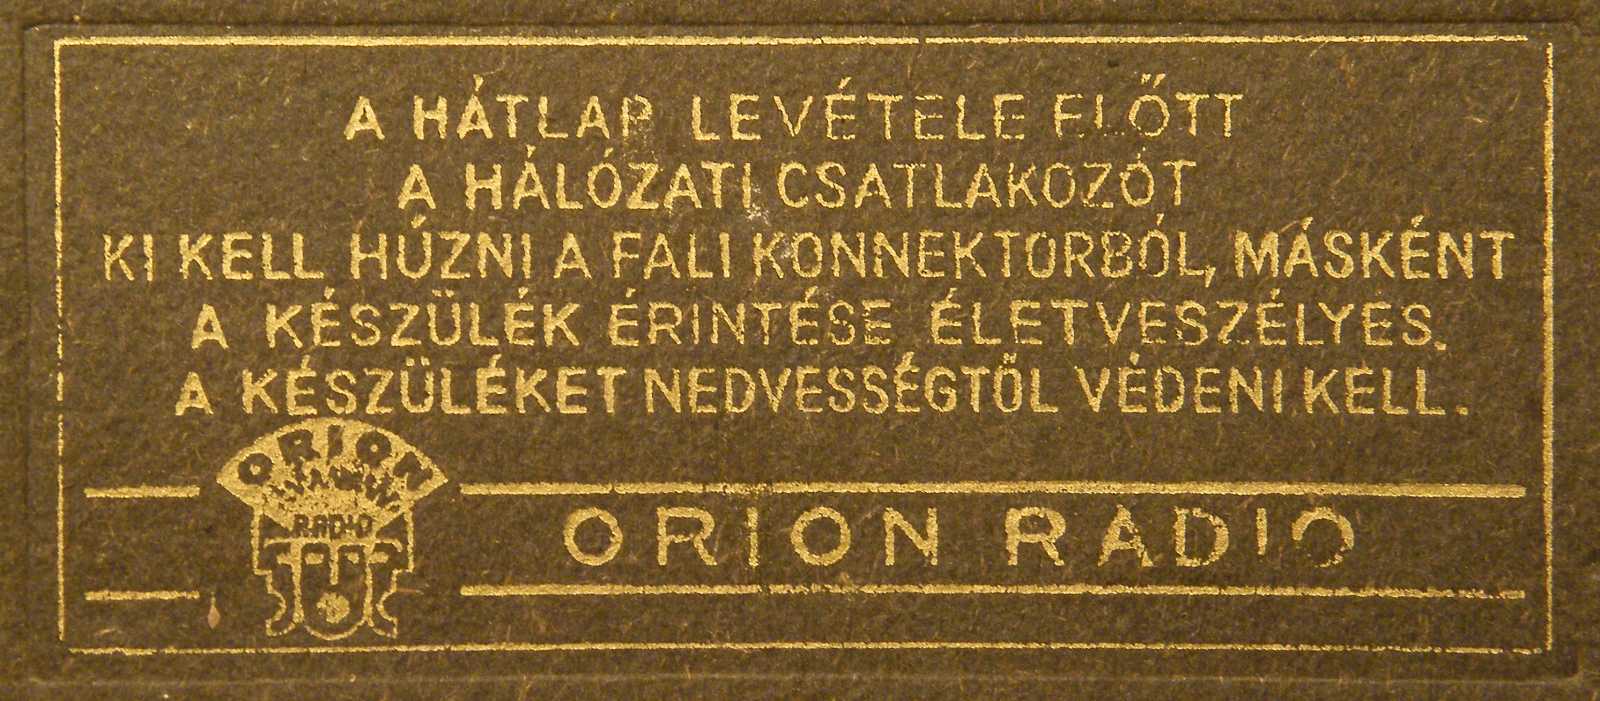 A HÁTLAP LEVÉTELE ELŐTT
A HÁLÓZATI CSATLAKOZÓT
KI KELL HÚZNI A FALI KONNEKTORBÓL, MÁSKÉNT
A KÉSZÜLÉK ÉRINTÉSE ÉLETVESZÉLYES.
A KÉSZÜLÉKET NEDVESSÉGTŐL VÉDENI KELL.
ORION
RADIO
ORION RADIO